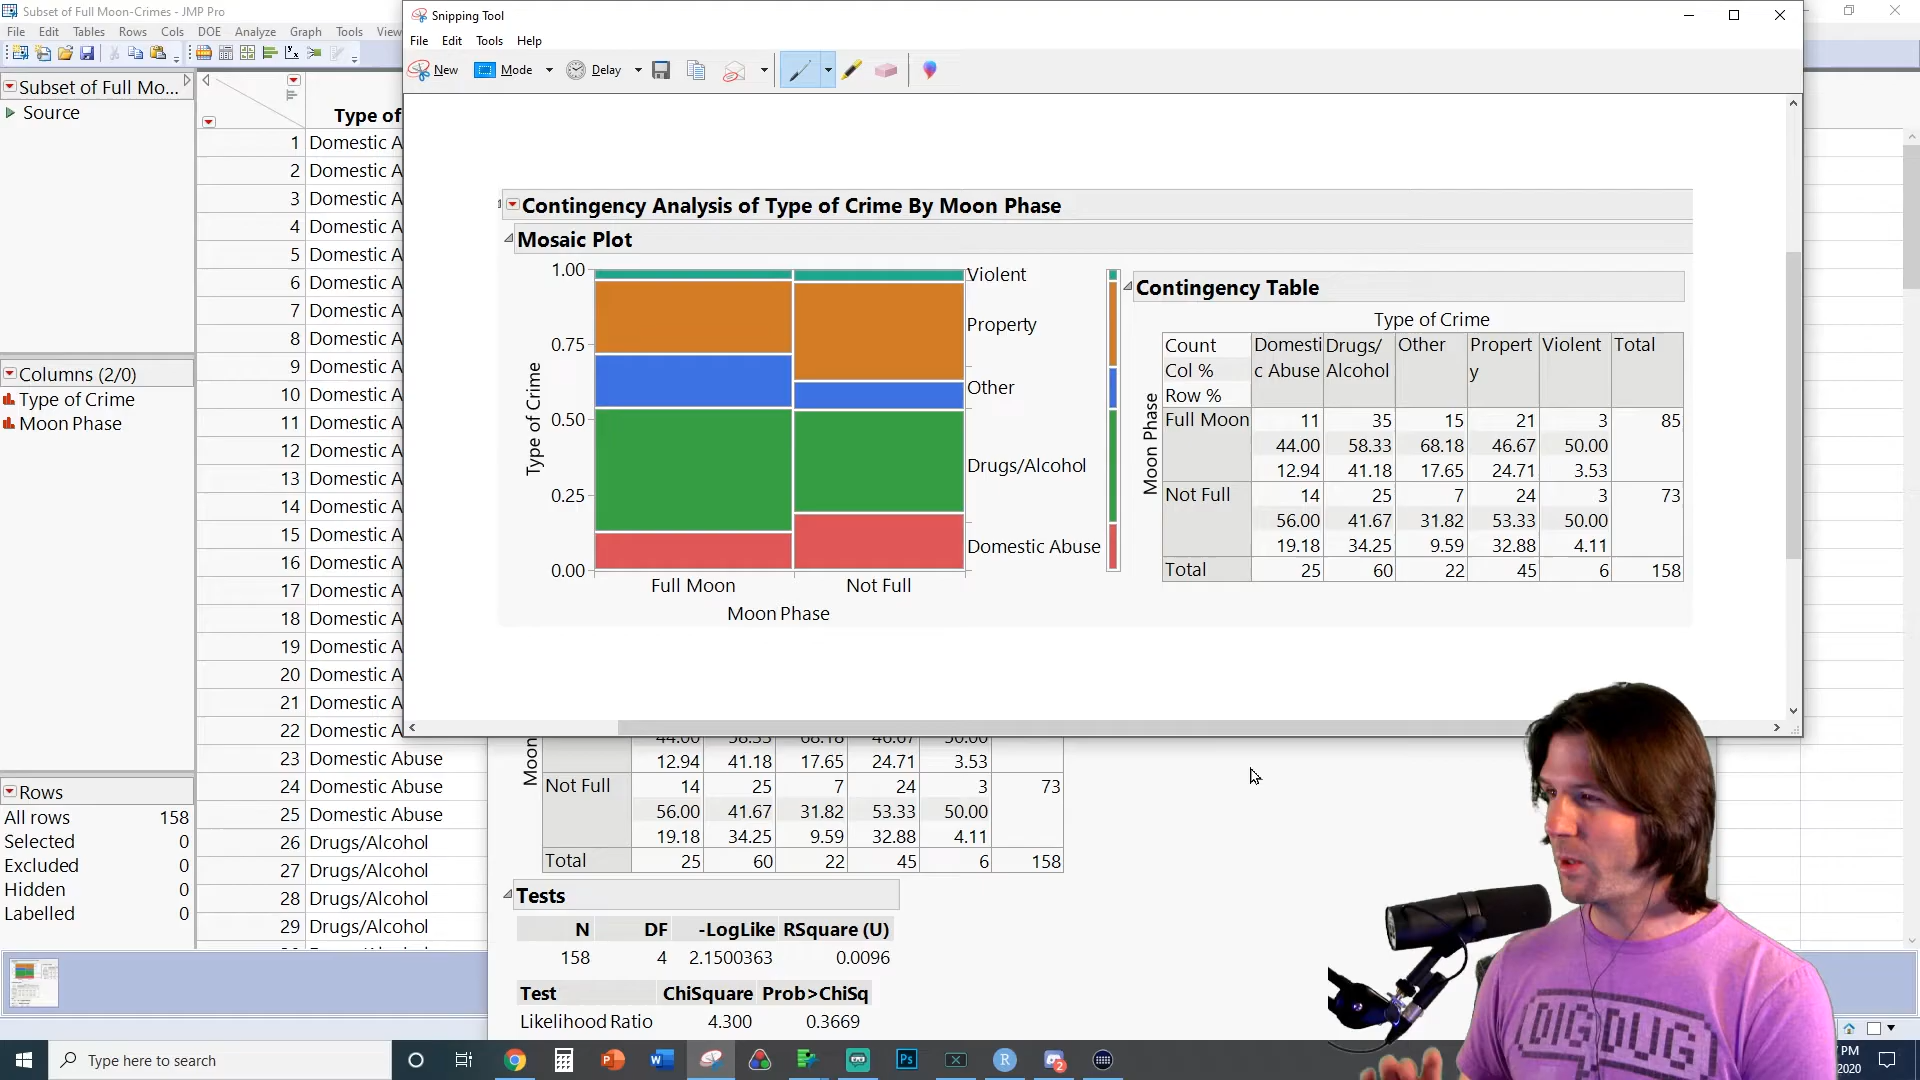 Subset of Full Moon-Crimes - JMP Pro
File Edit Tables Rows Cols DOE Analyze Graph Tools View
Subset of Full Mo...
Source
Columns (2/0)
Type of Crime
Moon Phase
Rows
All rows 158
Selected 0
Excluded 0
Hidden 0
Labelled 0
Type of
1 Domestic A
2 Domestic A
3 Domestic A
4 Domestic A
5 Domestic A
6 Domestic A
7 Domestic A
8 Domestic A
9 Domestic A
10 Domestic A
11 Domestic A
12 Domestic A
13 Domestic A
14 Domestic A
15 Domestic A
16 Domestic A
17 Domestic A
18 Domestic A
19 Domestic A
20 Domestic A
21 Domestic A
22 Domestic A
23 Domestic Abuse
24 Domestic Abuse
25 Domestic Abuse
26 Drugs/Alcohol
27 Drugs/Alcohol
28 Drugs/Alcohol
29 Drugs/Alcohol
Snipping Tool
File Edit Tools Help
New Mode Delay
Contingency Analysis of Type of Crime By Moon Phase
Mosaic Plot
1.00
0.75
0.50
0.25
0.00
Type of Crime
Violent
Property
Other
Drugs/Alcohol
Domestic Abuse
Full Moon Not Full
Moon Phase
Contingency Table
Type of Crime
Moon Phase
Count Domesti Drugs/ Other Propert Violent Total
Col % c Abuse Alcohol y
Row %
Full Moon 11 35 15 21 3 85
44.00 58.33 68.18 46.67 50.00
12.94 41.18 17.65 24.71 3.53
Not Full 14 25 7 24 3 73
56.00 41.67 31.82 53.33 50.00
19.18 34.25 9.59 32.88 4.11
Total 25 60 22 45 6 158
Moon
44.00 58.33 68.18 46.67 50.00
12.94 41.18 17.65 24.71 3.53
Not Full 14 25 7 24 3 73
56.00 41.67 31.82 53.33 50.00
19.18 34.25 9.59 32.88 4.11
Total 25 60 22 45 6 158
Tests
N DF -LogLike RSquare (U)
158 4 2.1500363 0.0096
Test ChiSquare Prob>ChiSq
Likelihood Ratio 4.300 0.3669
DIG DUG
Type here to search
Ps
R
2
PM
2020